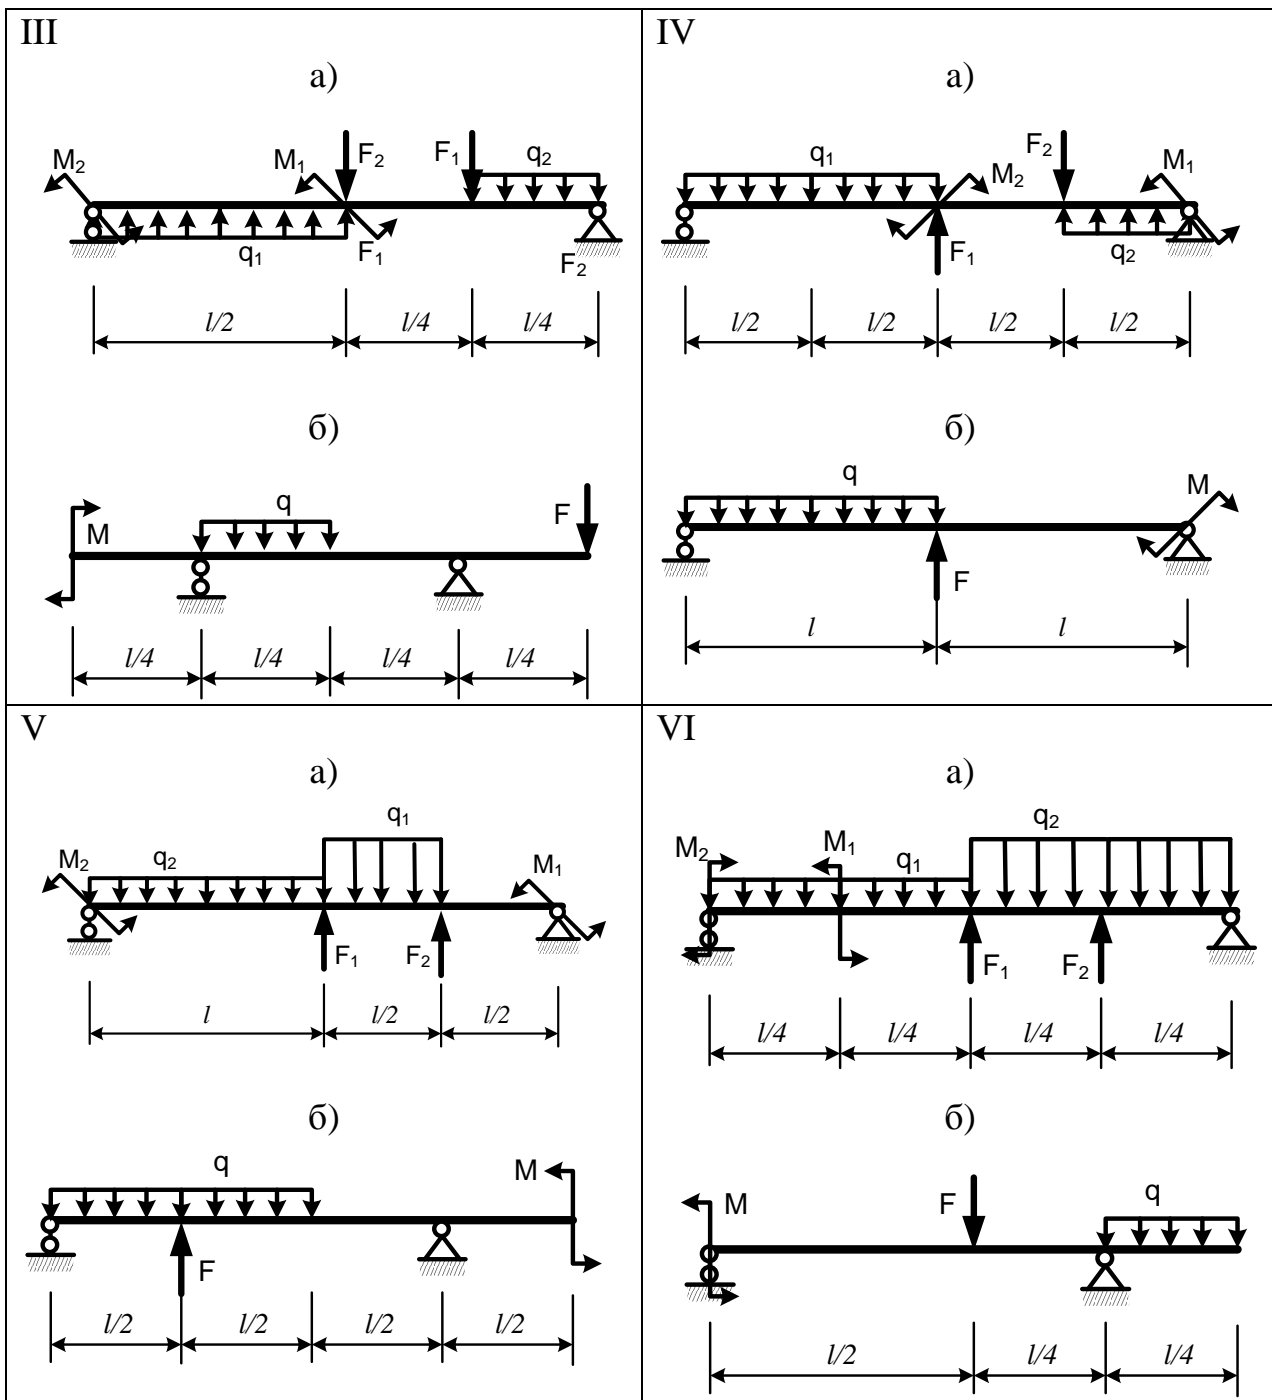 III
а)
M₂
M₁
F₂
F₁
q₂
q₁
F₁
F₂
l/2
l/4
l/4
б)
M
q
F
l/4
l/4
l/4
l/4
IV
а)
q₁
M₂
F₂
M₁
F₁
q₂
l/2
l/2
l/2
l/2
б)
q
M
F
l
l
V
а)
M₂
q₂
q₁
M₁
F₁
F₂
l
l/2
l/2
б)
q
M
F
l/2
l/2
l/2
l/2
VI
а)
M₂
M₁
q₁
q₂
F₁
F₂
l/4
l/4
l/4
l/4
б)
M
F
q
l/2
l/4
l/4